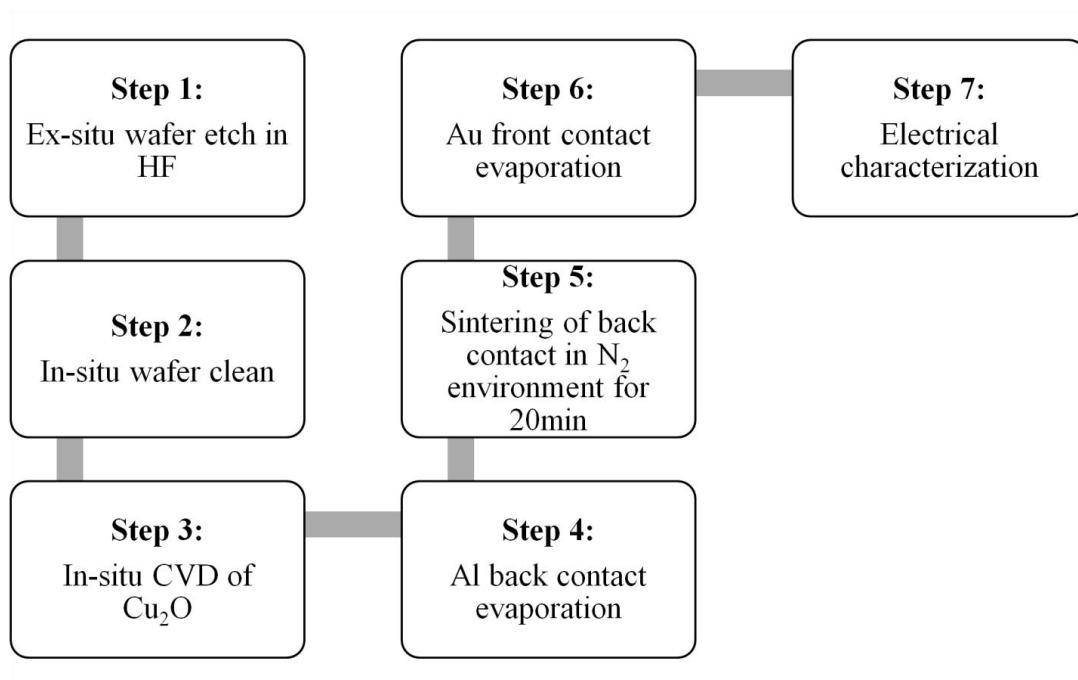 Step 1:
Ex-situ wafer etch in
HF
Step 2:
In-situ wafer clean
Step 3:
In-situ CVD of
Cu₂O
Step 4:
Al back contact
evaporation
Step 5:
Sintering of back
contact in N₂
environment for
20min
Step 6:
Au front contact
evaporation
Step 7:
Electrical
characterization